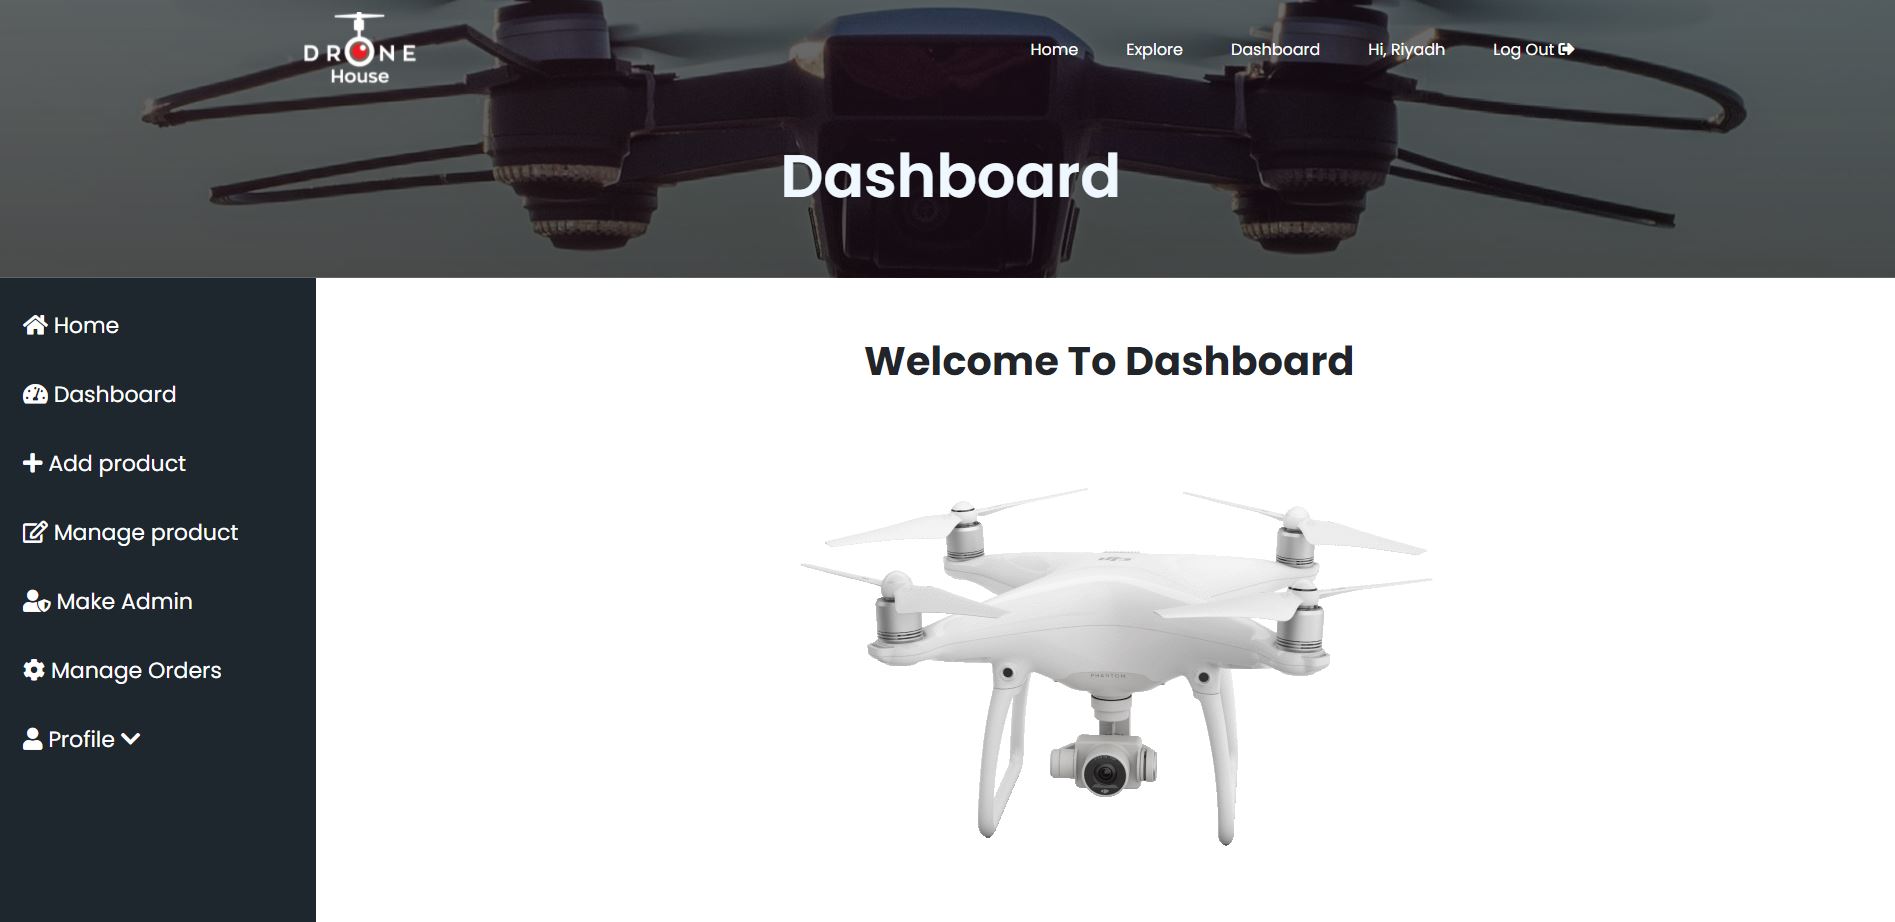 DRONE
House
Home
Explore
Dashboard
Hi, Riyadh
Log Out
Dashboard
Home
Dashboard
Add product
Manage product
Make Admin
Manage Orders
Profile
Welcome To Dashboard
dji
PHANTOM